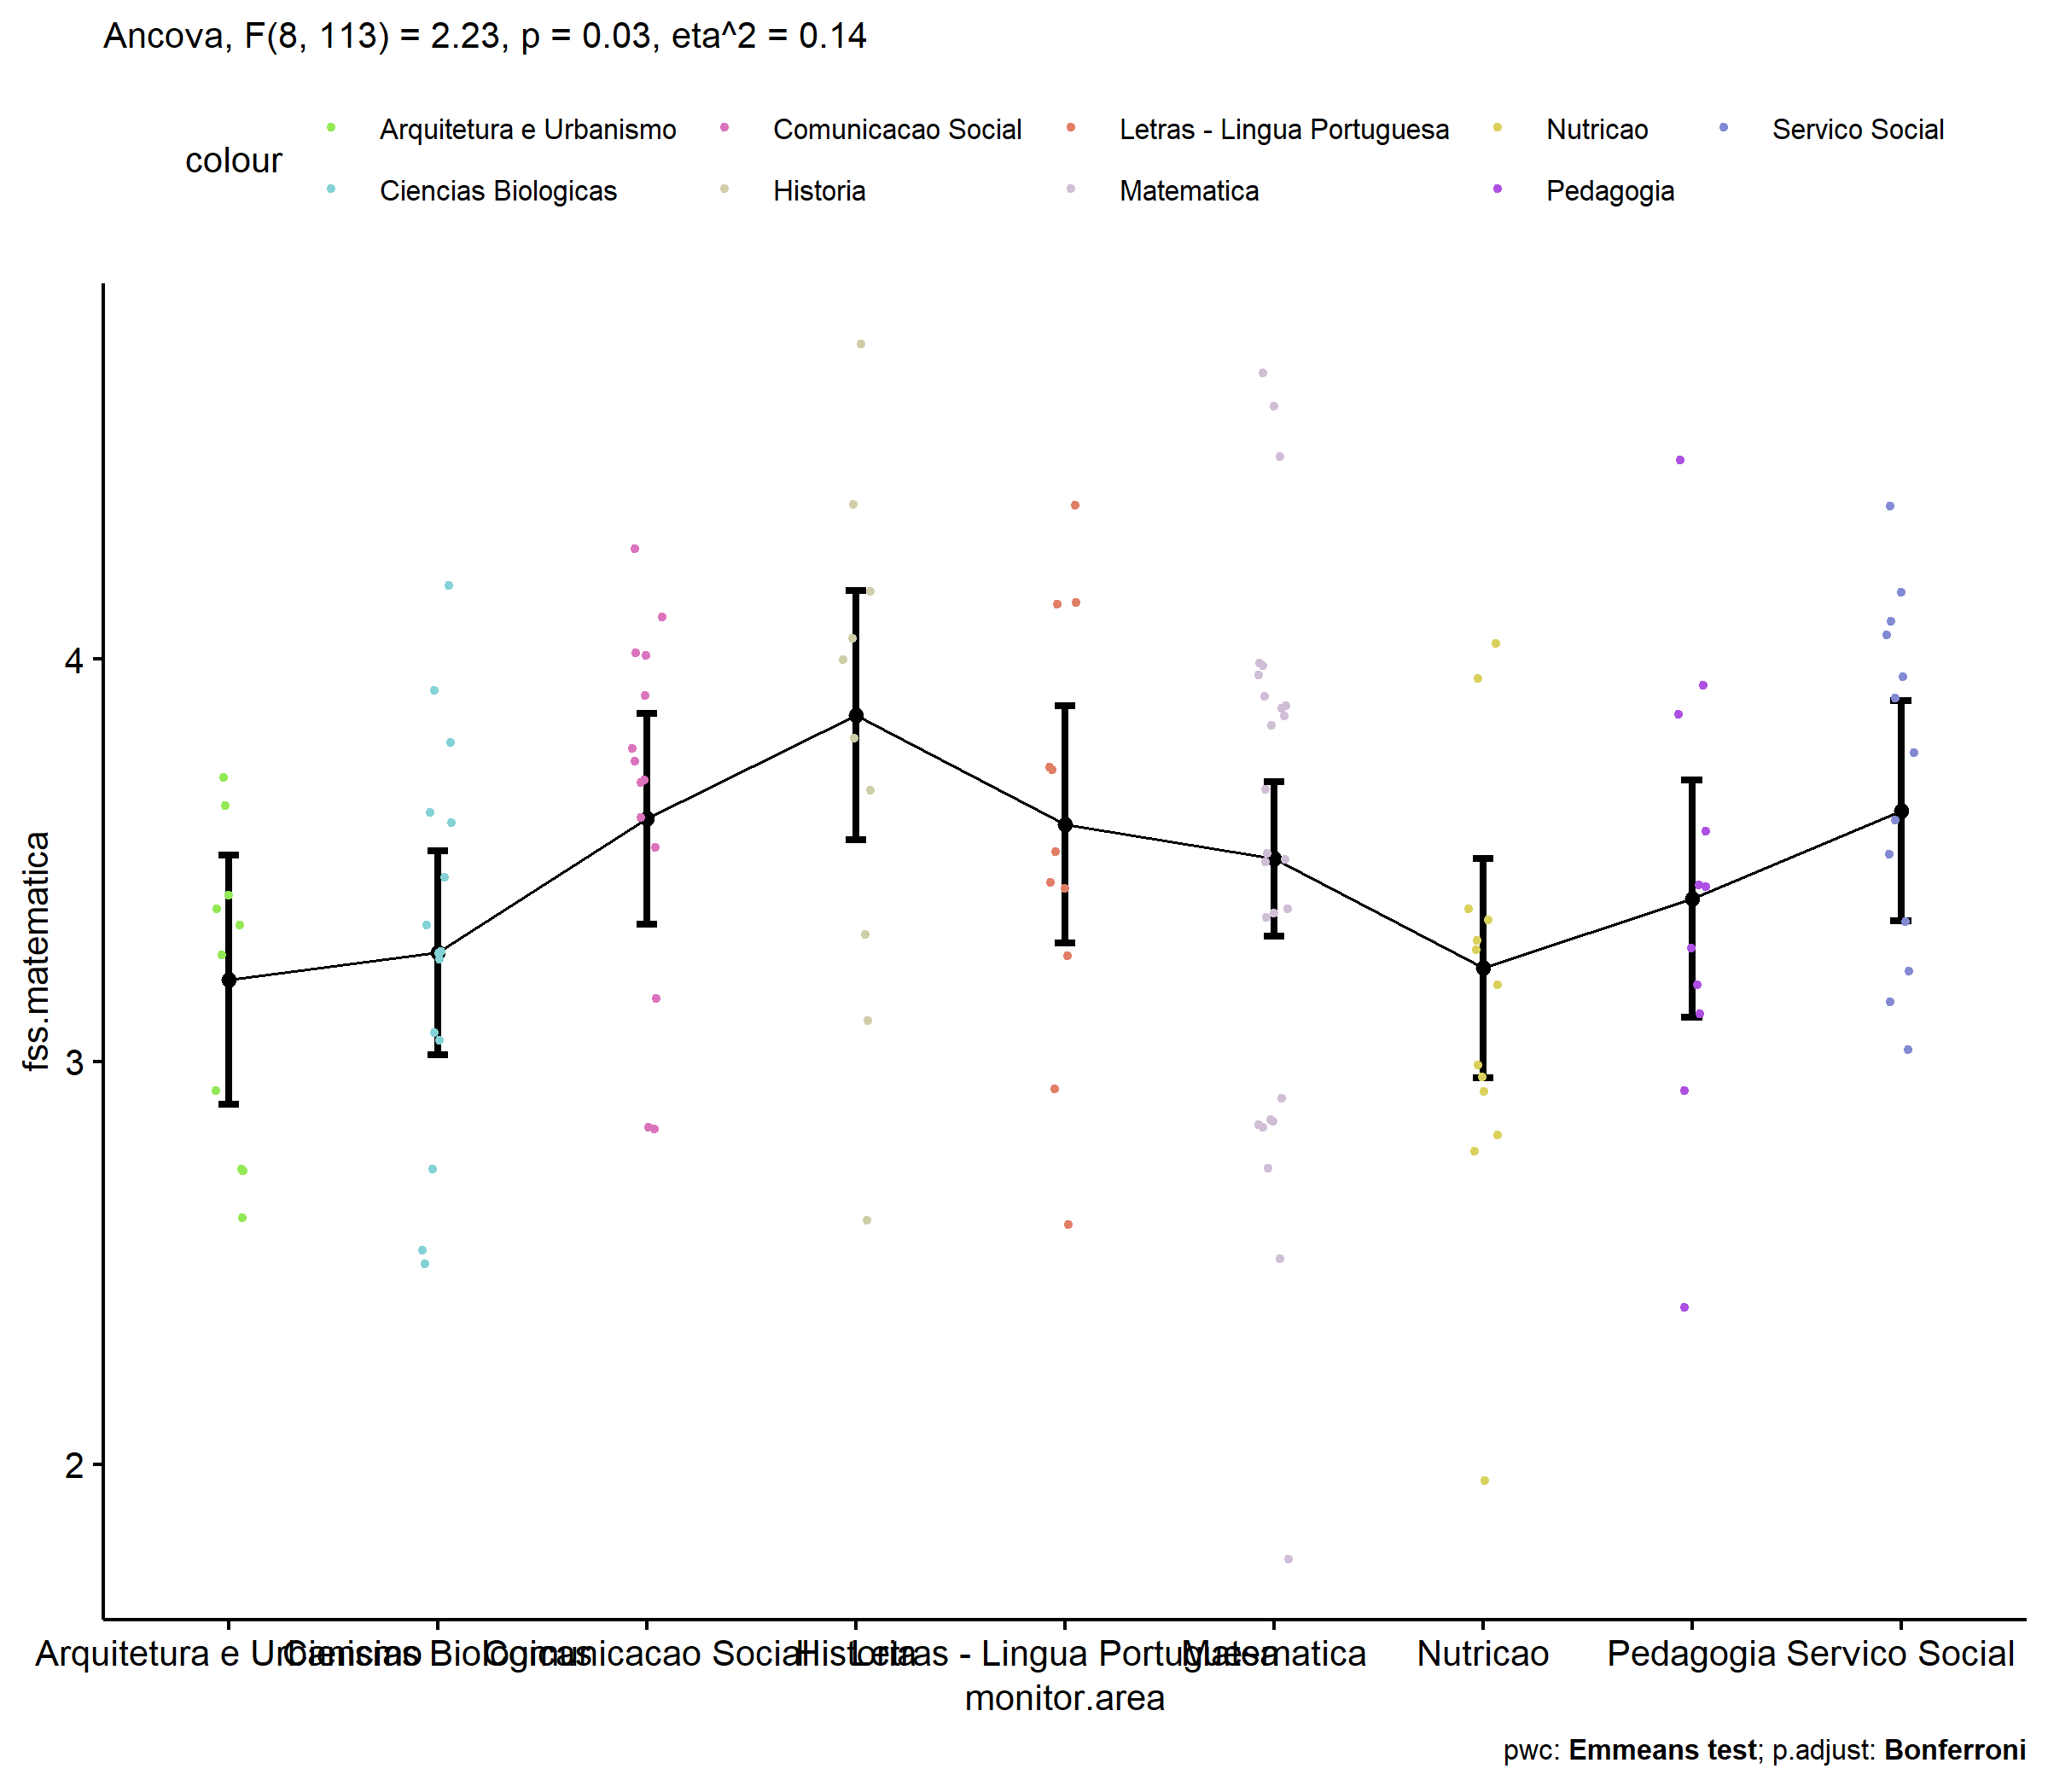 Ancova, F(8, 113) = 2.23, p = 0.03, eta^2 = 0.14
colour
Arquitetura e Urbanismo
Comunicacao Social
Letras - Lingua Portuguesa
Nutricao
Servico Social
Ciencias Biologicas
Historia
Matematica
Pedagogia
fss.matematica
4
3
2
Arquitetura e Urbanismo
Ciencias Biologicas
Comunicacao Social
Historia
Letras - Lingua Portuguesa
Matematica
Nutricao
Pedagogia
Servico Social
monitor.area
pwc: Emmeans test; p.adjust: Bonferroni